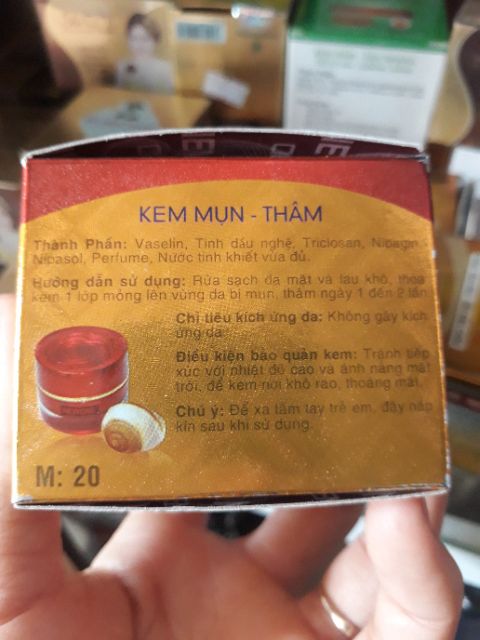 KEM MỤN - THÂM
Thành Phần: Vaselin, Tinh dầu nghệ, Triclosan, Nipagin,
Nipasol, Perfume, Nước tinh khiết vừa đủ.
Hướng dẫn sử dụng: Rửa sạch da mặt và lau khô, thoa
kem 1 lớp mỏng lên vùng da bị mụn, thâm ngày 1 đến 2 lần
Chỉ tiêu kích ứng da: Không gây kích
ứng da.
Điều kiện bảo quản kem: Tránh tiếp
xúc với nhiệt độ cao và ánh nắng mặt
trời, để kem nơi khô ráo, thoáng mát.
Chú ý: Để xa tầm tay trẻ em, đậy nắp
kín sau khi sử dụng.
M: 20